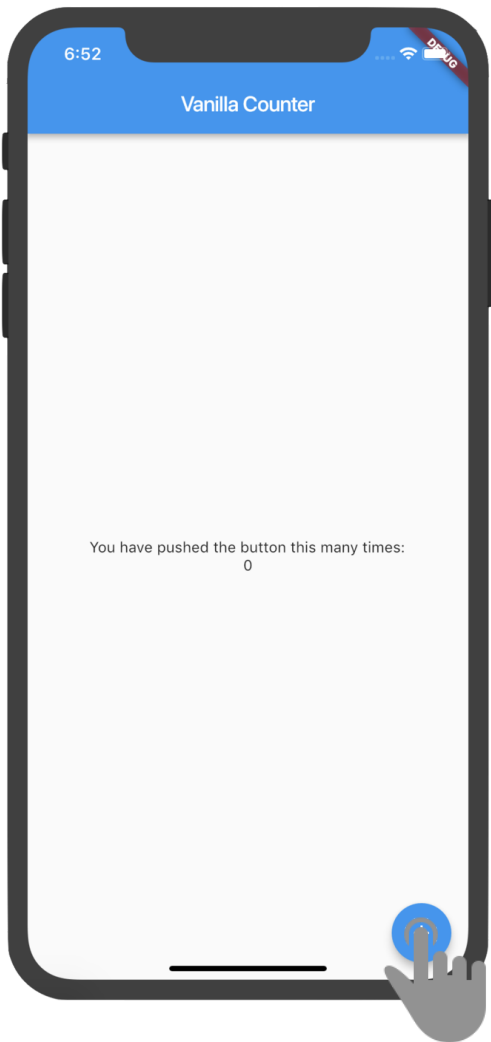 6:52
DEBUG
Vanilla Counter
You have pushed the button this many times:
0